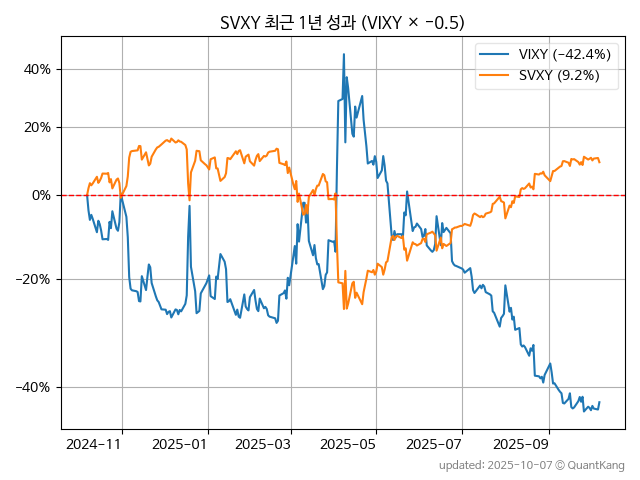 SVXY 최근 1년 성과 (VIXY × −0.5)
VIXY (−42.4%)
SVXY (9.2%)
40%
20%
0%
−20%
−40%
2024-11
2025-01
2025-03
2025-05
2025-07
2025-09
updated: 2025-10-07 © QuantKang